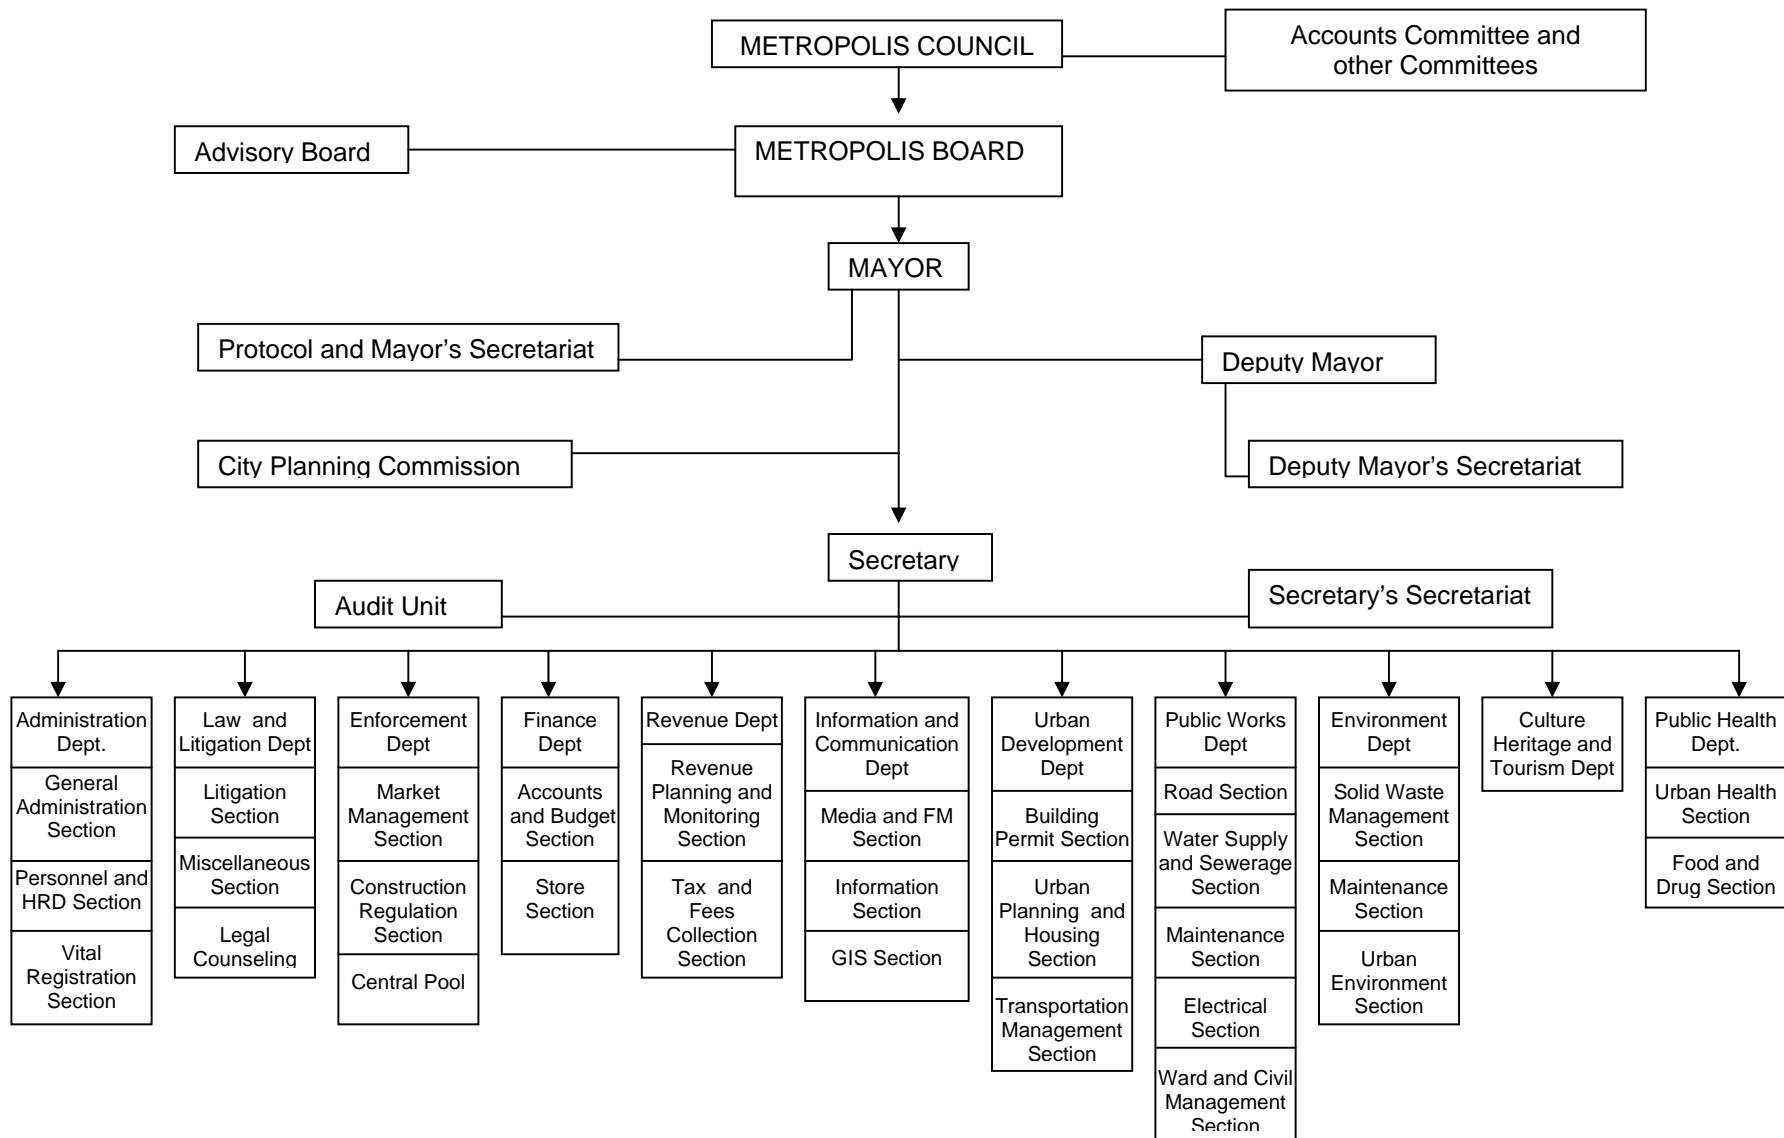 METROPOLIS COUNCIL
Accounts Committee and
other Committees
Advisory Board
METROPOLIS BOARD
MAYOR
Protocol and Mayor’s Secretariat
Deputy Mayor
City Planning Commission
Deputy Mayor’s Secretariat
Secretary
Audit Unit
Secretary’s Secretariat
Administration
Dept.
General
Administration
Section
Personnel and
HRD Section
Vital
Registration
Section
Law and
Litigation Dept
Litigation
Section
Miscellaneous
Section
Legal
Counseling
Enforcement
Dept
Market
Management
Section
Construction
Regulation
Section
Central Pool
Finance
Dept
Accounts
and Budget
Section
Store
Section
Revenue Dept
Revenue
Planning and
Monitoring
Section
Tax and
Fees
Collection
Section
Information and
Communication
Dept
Media and FM
Section
Information
Section
GIS Section
Urban
Development
Dept
Building
Permit Section
Urban
Planning and
Housing
Section
Transportation
Management
Section
Public Works
Dept
Road Section
Water Supply
and Sewerage
Section
Maintenance
Section
Electrical
Section
Ward and Civil
Management
Section
Environment
Dept
Solid Waste
Management
Section
Maintenance
Section
Urban
Environment
Section
Culture
Heritage and
Tourism Dept
Public Health
Dept.
Urban Health
Section
Food and
Drug Section